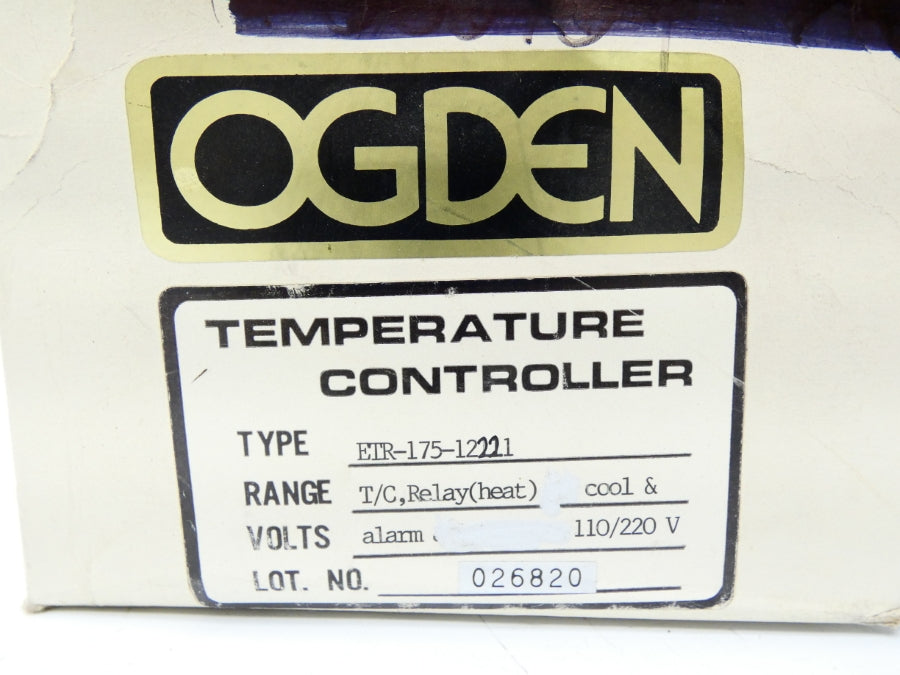 OGDEN
TEMPERATURE
CONTROLLER
TYPE ETR-175-12221
RANGE T/C,Relay(heat) cool &
VOLTS alarm 110/220 V
LOT. NO. 026820